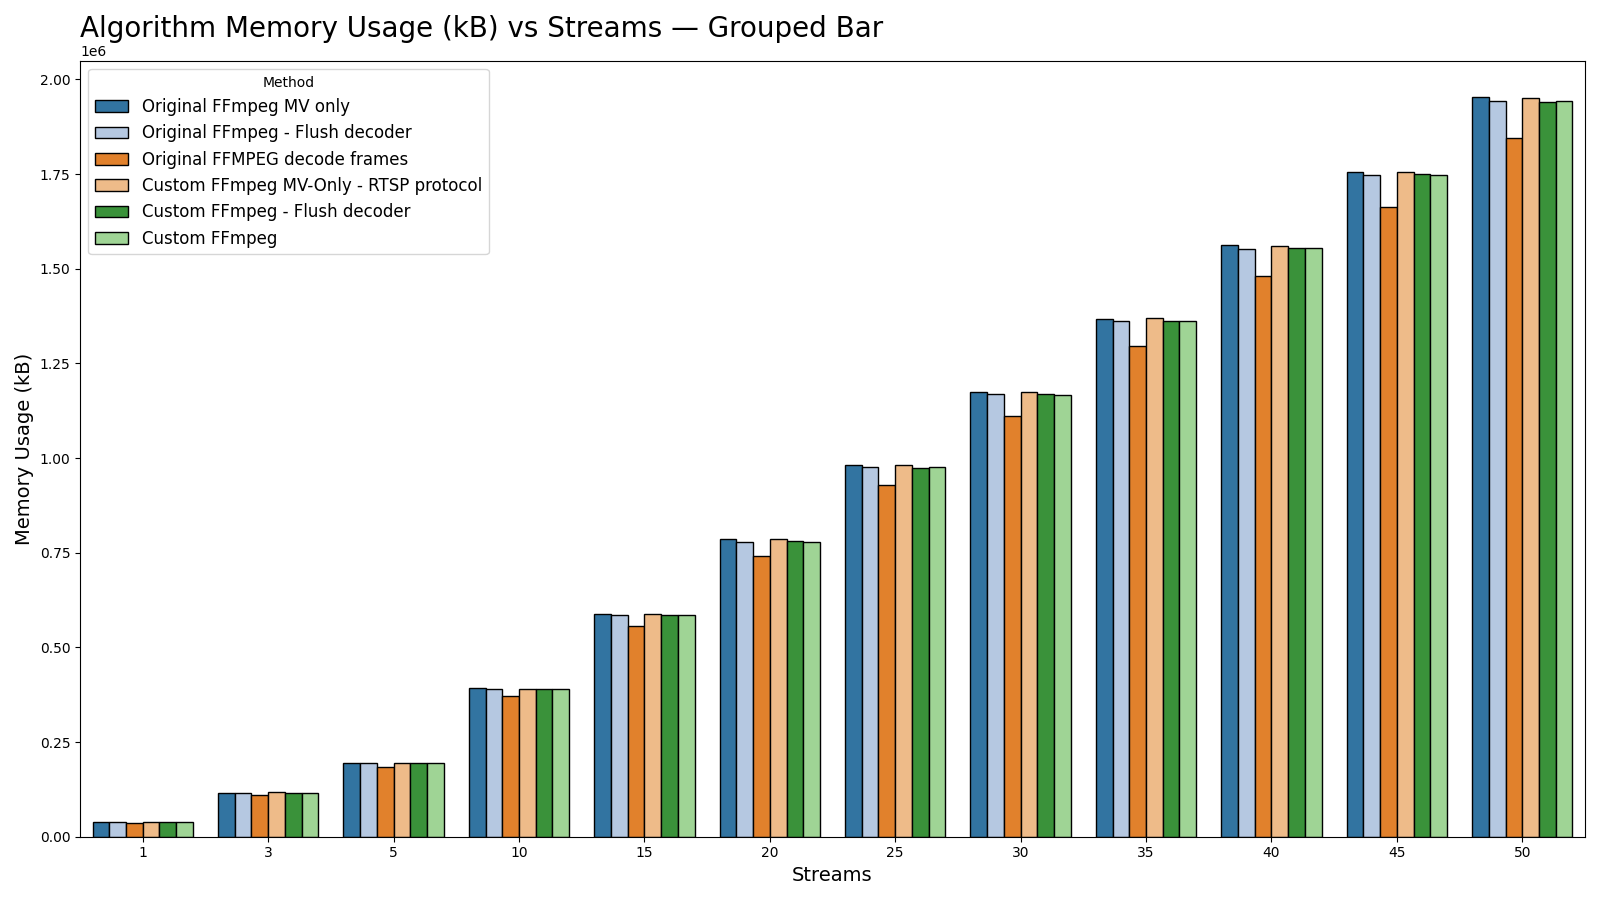 Algorithm Memory Usage (kB) vs Streams — Grouped Bar
1e6
2.00
1.75
1.50
1.25
1.00
0.75
0.50
0.25
0.00
Memory Usage (kB)
Method
Original FFmpeg MV only
Original FFmpeg - Flush decoder
Original FFMPEG decode frames
Custom FFmpeg MV-Only - RTSP protocol
Custom FFmpeg - Flush decoder
Custom FFmpeg
1 3 5 10 15 20 25 30 35 40 45 50
Streams